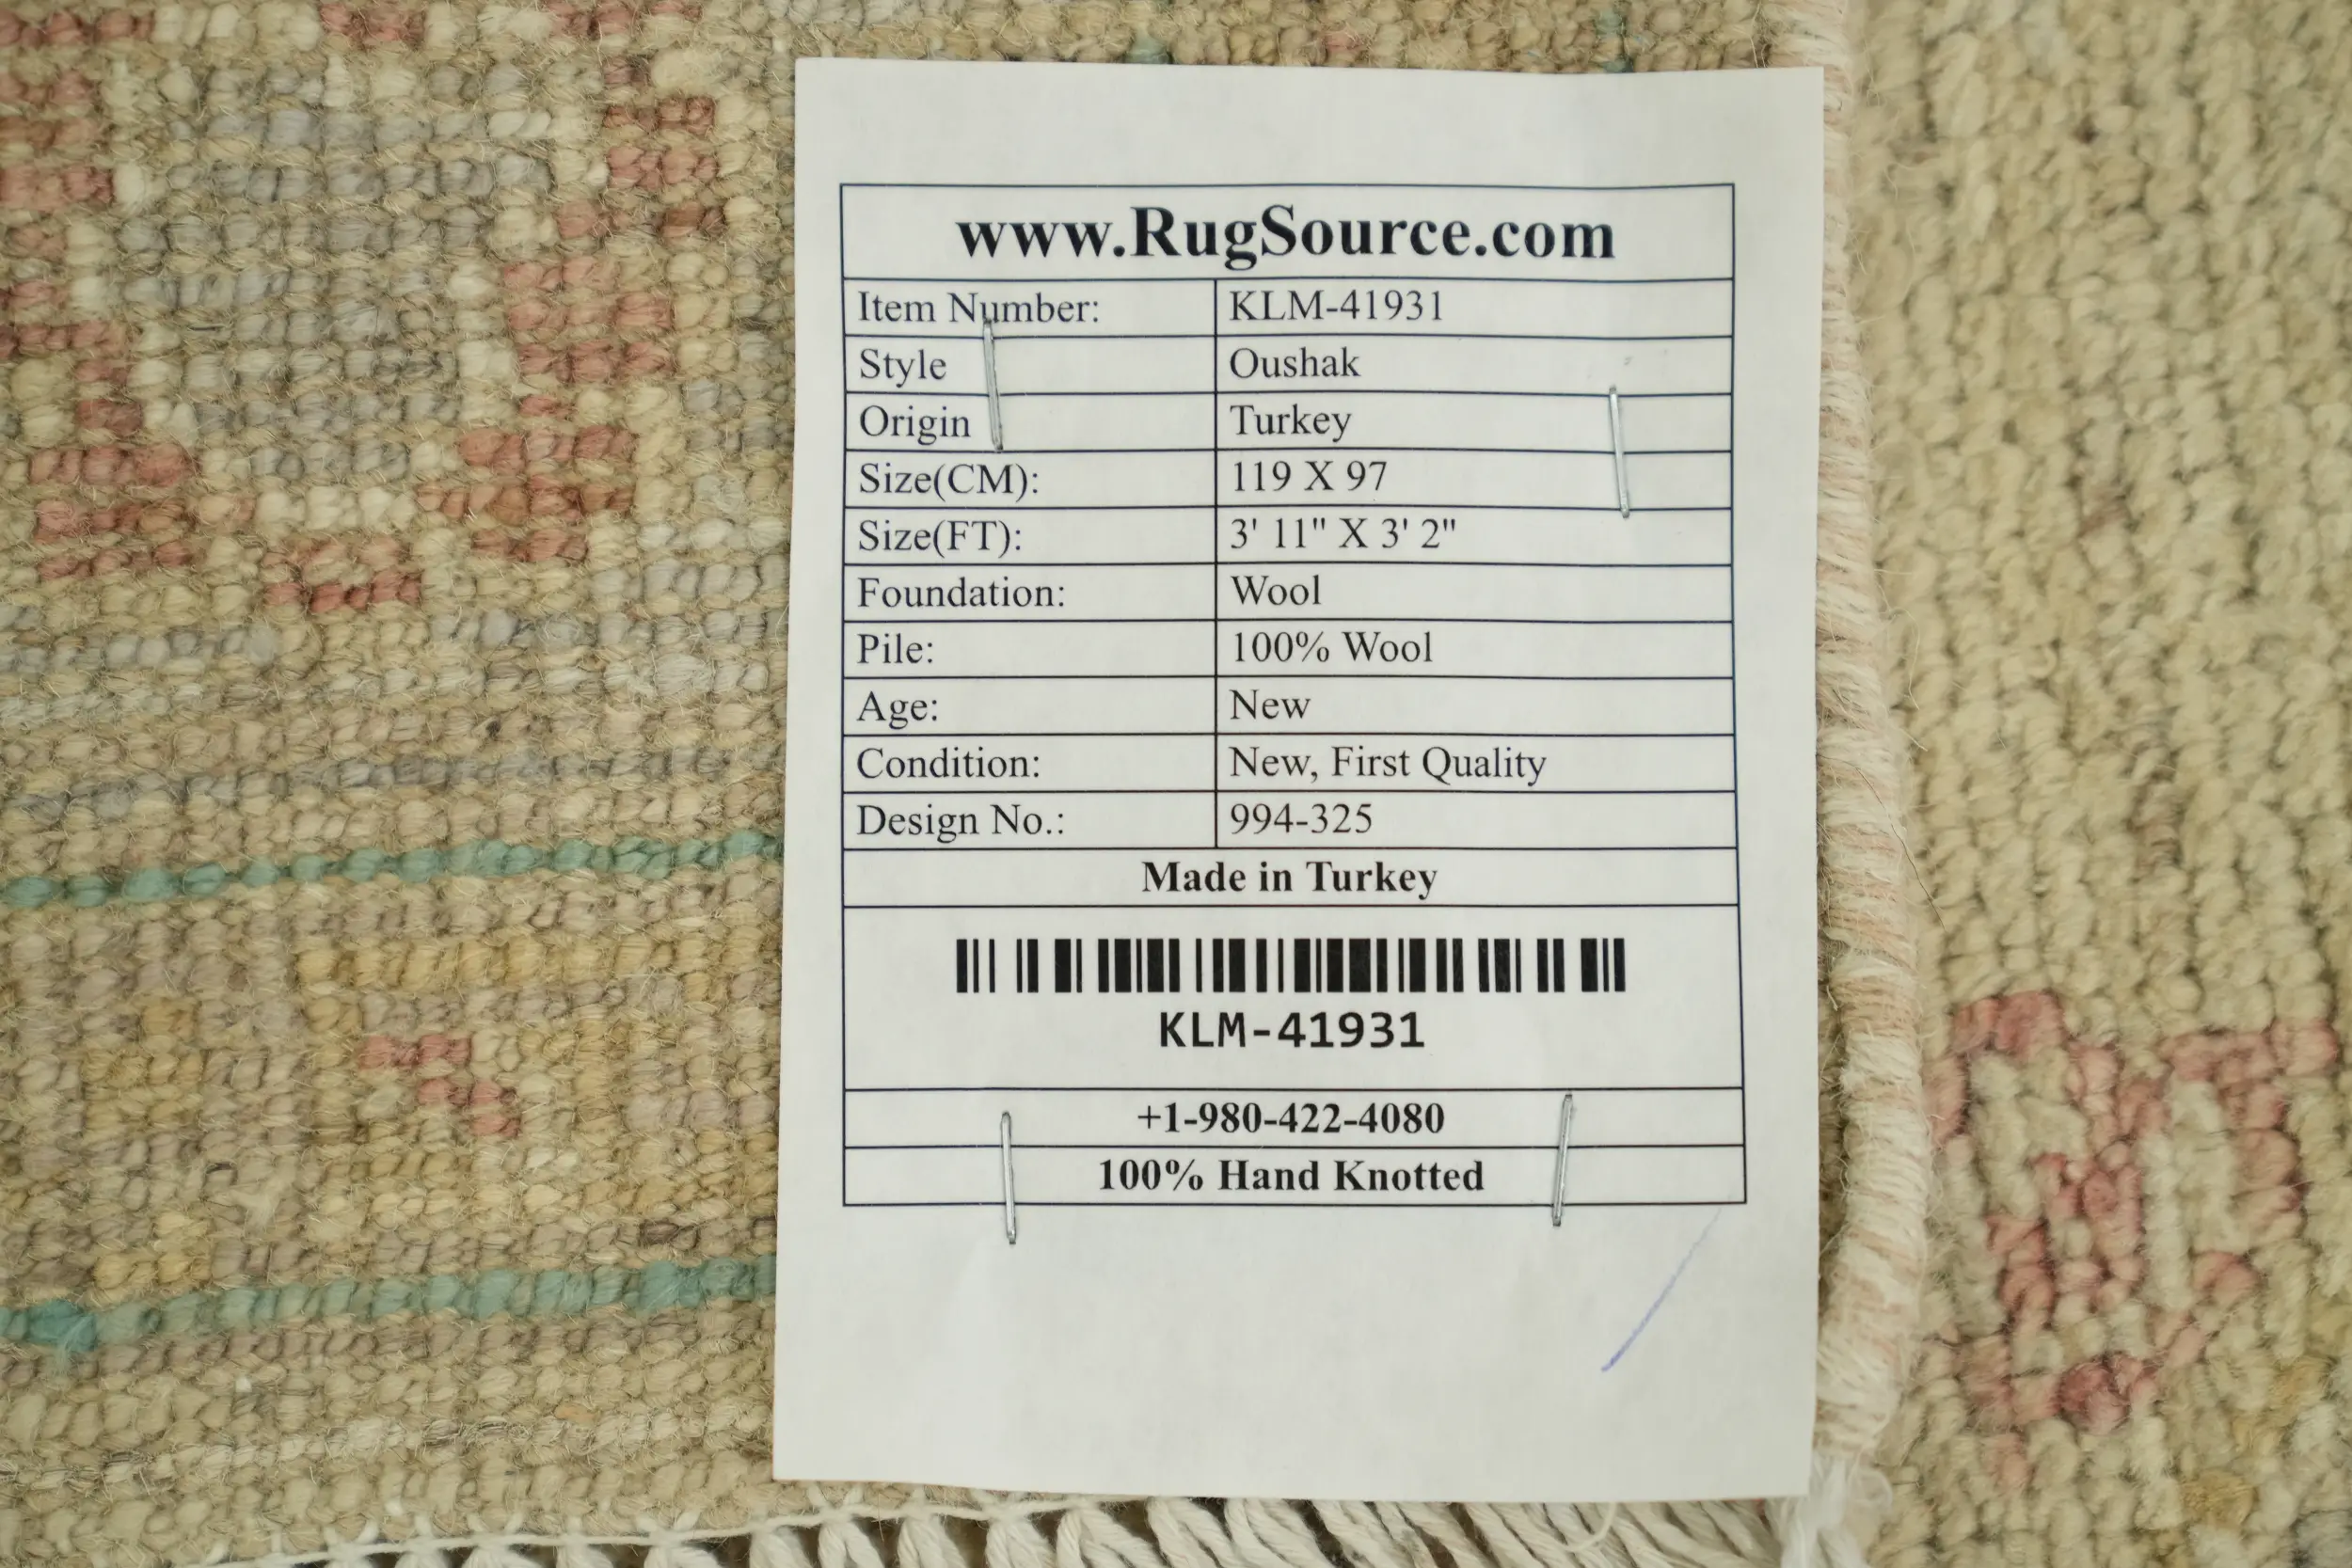 www.RugSource.com
Item Number: KLM-41931
Style Oushak
Origin Turkey
Size(CM): 119 X 97
Size(FT): 3' 11" X 3' 2"
Foundation: Wool
Pile: 100% Wool
Age: New
Condition: New, First Quality
Design No.: 994-325
Made in Turkey
KLM-41931
+1-980-422-4080
100% Hand Knotted